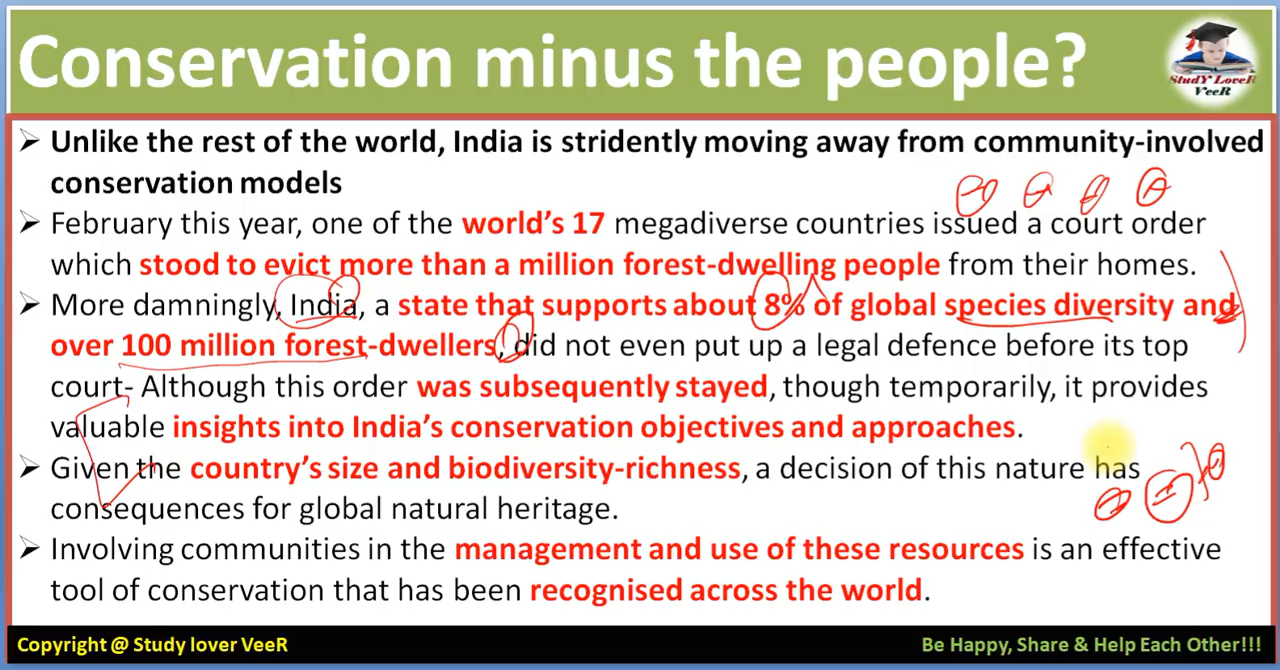 Conservation minus the people?
StudY LoveR
VeeR
➢ Unlike the rest of the world, India is stridently moving away from community-involved
conservation models
➢ February this year, one of the world's 17 megadiverse countries issued a court order
which stood to evict more than a million forest-dwelling people from their homes.
➢ More damningly, India, a state that supports about 8% of global species diversity and
over 100 million forest-dwellers, did not even put up a legal defence before its top
court- Although this order was subsequently stayed, though temporarily, it provides
valuable insights into India's conservation objectives and approaches.
➢ Given the country's size and biodiversity-richness, a decision of this nature has
consequences for global natural heritage.
➢ Involving communities in the management and use of these resources is an effective
tool of conservation that has been recognised across the world.
Copyright @ Study lover VeeR
Be Happy, Share & Help Each Other!!!